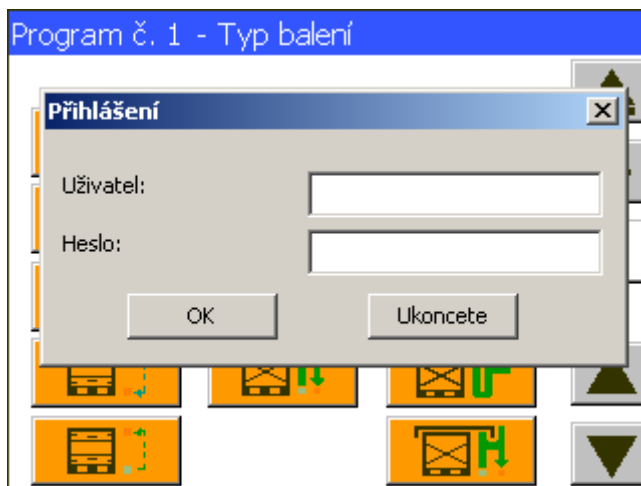 Program č. 1 - Typ balení
Přihlášení
Uživatel:
Heslo:
OK
Ukoncete